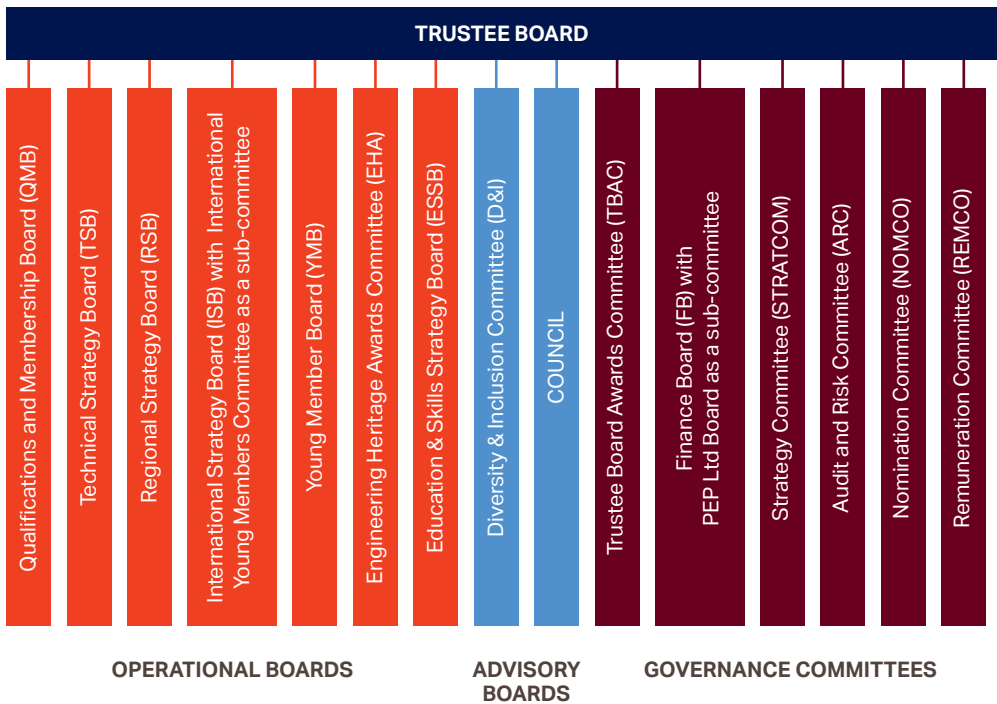 TRUSTEE BOARD
Qualifications and Membership Board (QMB)
Technical Strategy Board (TSB)
Regional Strategy Board (RSB)
International Strategy Board (ISB) with International
Young Members Committee as a sub-committee
Young Member Board (YMB)
Engineering Heritage Awards Committee (EHA)
Education & Skills Strategy Board (ESSB)
Diversity & Inclusion Committee (D&I)
COUNCIL
Trustee Board Awards Committee (TBAC)
Finance Board (FB) with
PEP Ltd Board as a sub-committee
Strategy Committee (STRATCOM)
Audit and Risk Committee (ARC)
Nomination Committee (NOMCO)
Remuneration Committee (REMCO)
OPERATIONAL BOARDS
ADVISORY
BOARDS
GOVERNANCE COMMITTEES